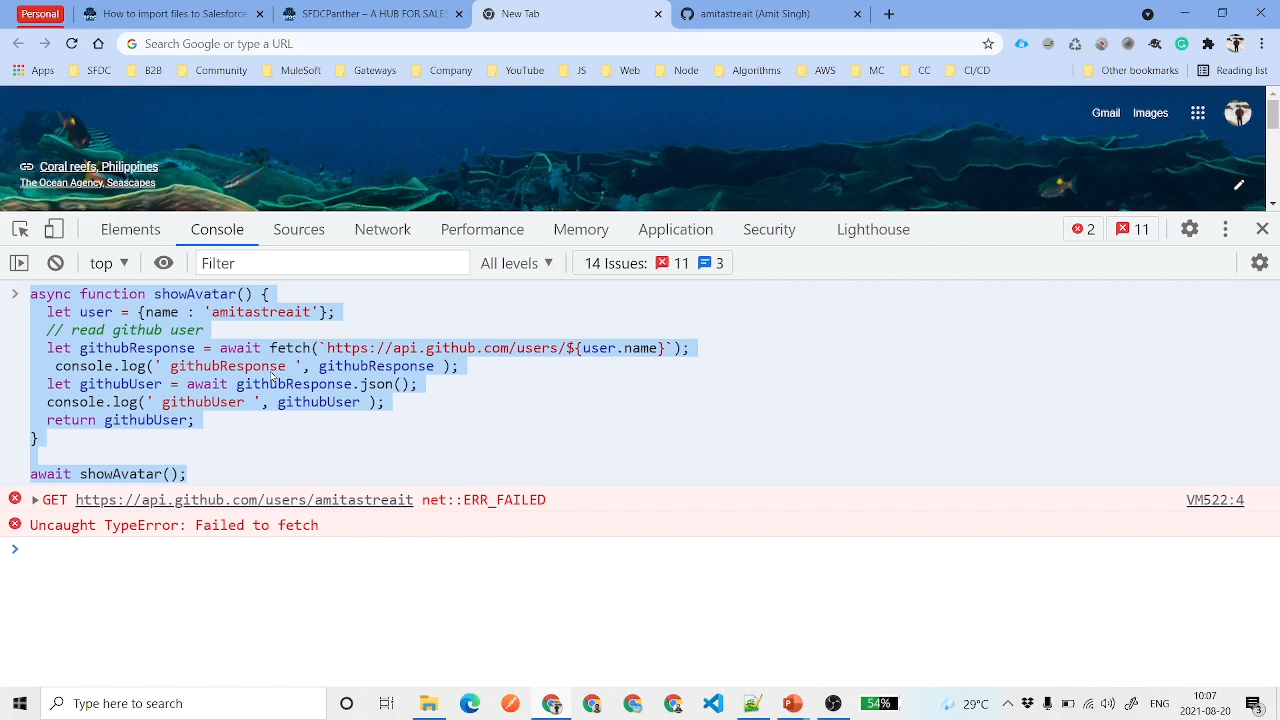 Personal
How to import files to Salesforce
SFDCPanther – A HUB FOR SALES
New Tab
amitastreait (Amit Singh)
Search Google or type a URL
Apps SFDC B2B Community MuleSoft Gateways Company YouTube JS Web Node Algorithms AWS MC CC CI/CD Other bookmarks Reading list
Gmail Images
Coral reefs, Philippines
The Ocean Agency, Seascapes
Elements Console Sources Network Performance Memory Application Security Lighthouse 2 11
top Filter All levels 14 Issues: 11 3
async function showAvatar() {
let user = {name : 'amitastreait'};
// read github user
let githubResponse = await fetch(`https://api.github.com/users/${user.name}`);
console.log(' githubResponse ', githubResponse );
let githubUser = await githubResponse.json();
console.log(' githubUser ', githubUser );
return githubUser;
}
await showAvatar();
GET https://api.github.com/users/amitastreait net::ERR_FAILED VM522:4
Uncaught TypeError: Failed to fetch
Type here to search
54%
29°C
ENG
10:07
2021-08-20
3